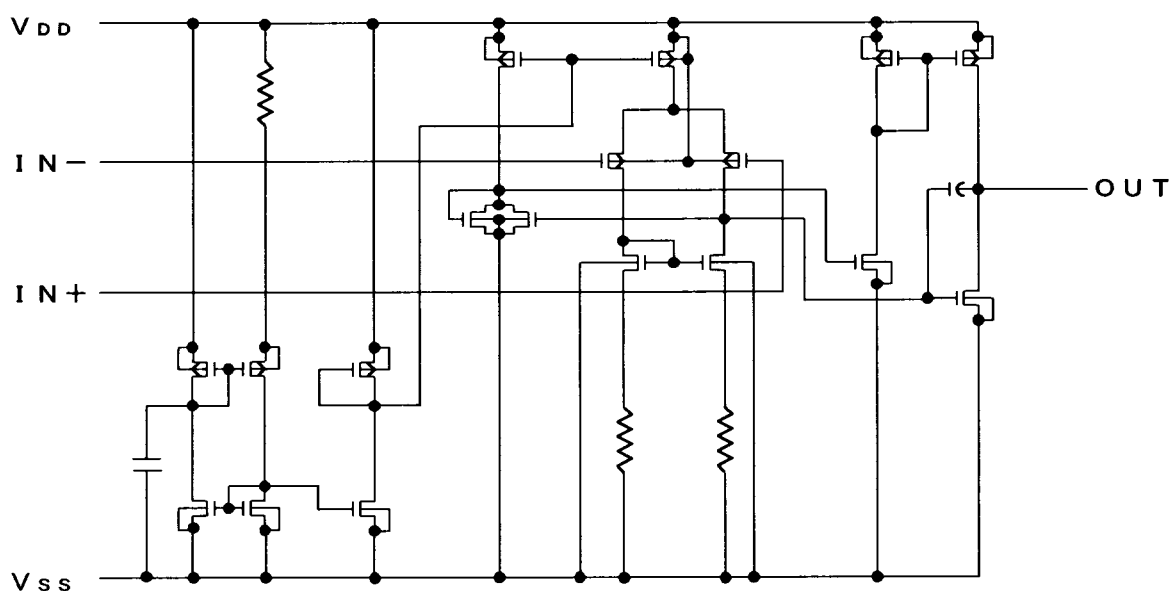 VDD
IN-
OUT
IN+
VSS